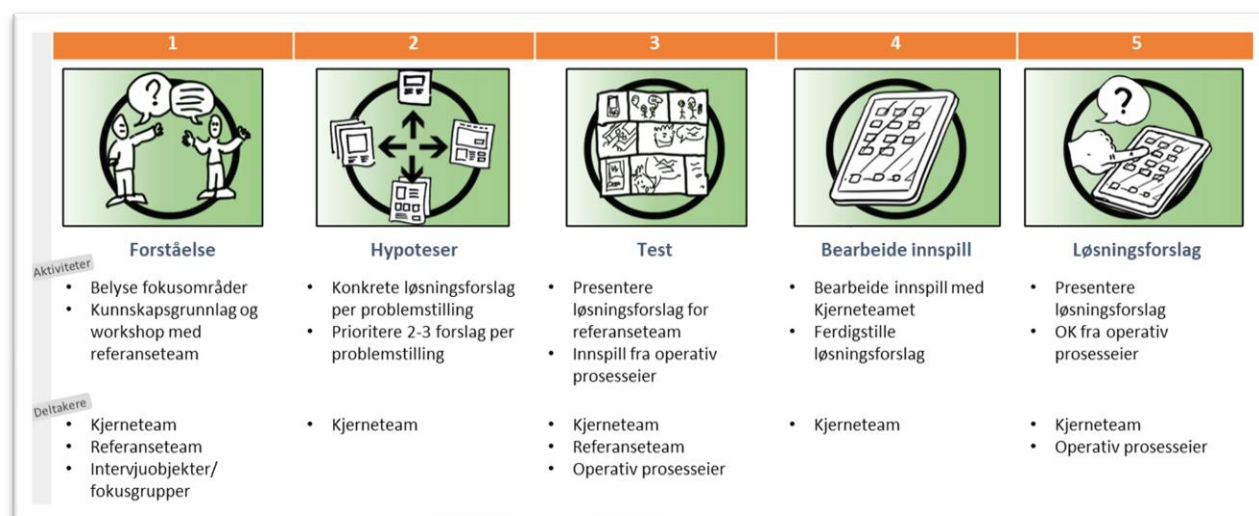 1
2
3
4
5
?
?
Forståelse
Hypoteser
Test
Bearbeide innspill
Løsningsforslag
Aktiviteter
• Belyse fokusområder
• Kunnskapsgrunnlag og
workshop med
referanseteam
• Konkrete løsningsforslag
per problemstilling
• Prioritere 2-3 forslag per
problemstilling
• Presentere
løsningsforslag for
referanseteam
• Innspill fra operativ
prosesseier
• Bearbeide innspill med
Kjerneteamet
• Ferdigstille
løsningsforslag
• Presentere
løsningsforslag
• OK fra operativ
prosesseier
Deltakere
• Kjerneteam
• Referanseteam
• Intervjuobjekter/
fokusgrupper
• Kjerneteam
• Kjerneteam
• Referanseteam
• Operativ prosesseier
• Kjerneteam
• Kjerneteam
• Operativ prosesseier